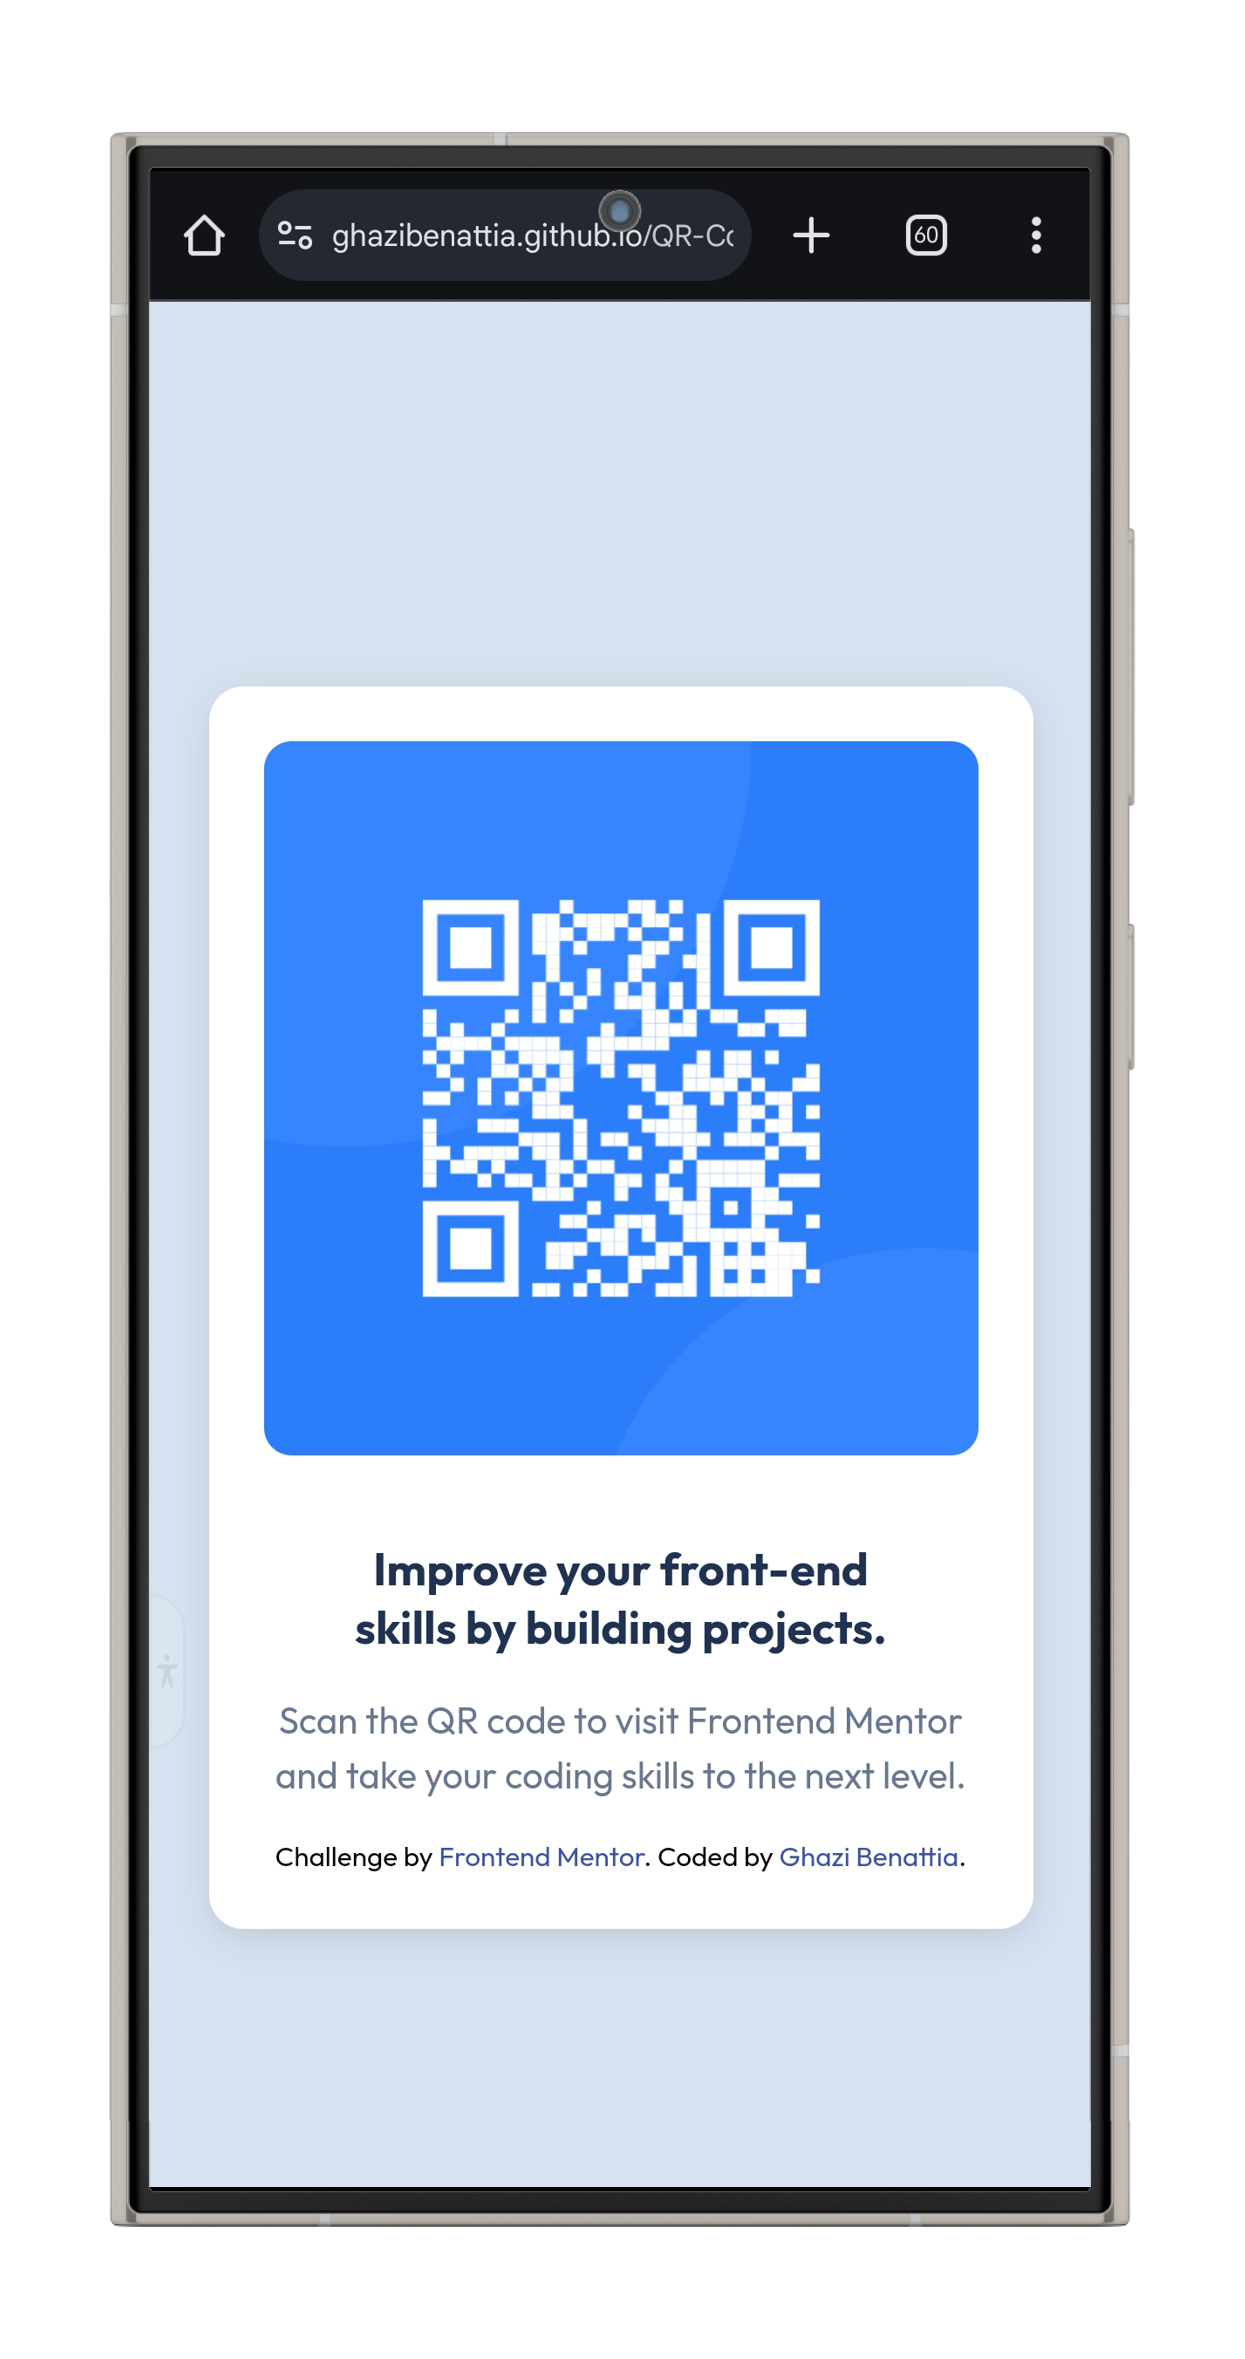 ghazibenattia.github.io/QR-Co
60
Improve your front-end
skills by building projects.
Scan the QR code to visit Frontend Mentor
and take your coding skills to the next level.
Challenge by Frontend Mentor. Coded by Ghazi Benattia.